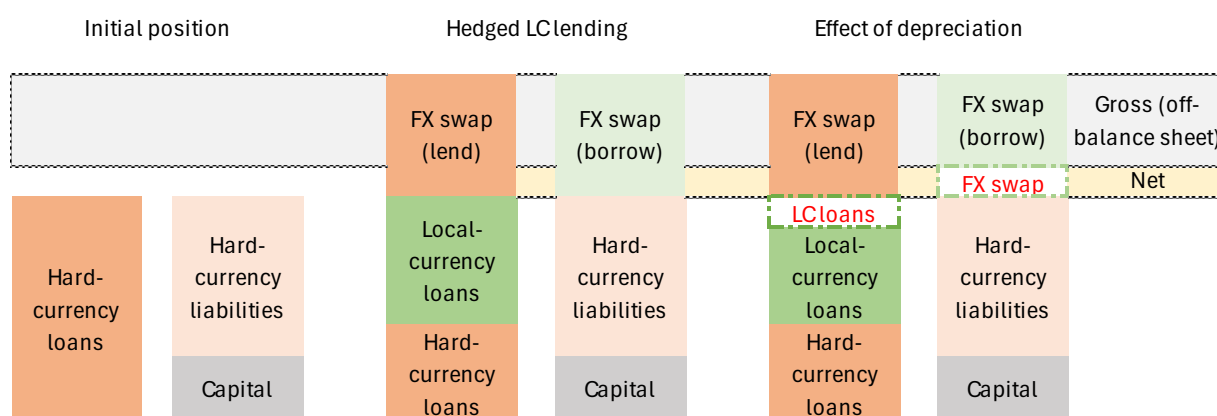 Initial position
Hedged LC lending
Effect of depreciation
FX swap
(lend)
FX swap
(borrow)
FX swap
(lend)
FX swap
(borrow)
Gross (off-
balance sheet)
FX swap
Net
LC loans
Hard-
currency
loans
Hard-
currency
liabilities
Capital
Local-
currency
loans
Hard-
currency
loans
Hard-
currency
liabilities
Capital
Local-
currency
loans
Hard-
currency
loans
Hard-
currency
liabilities
Capital